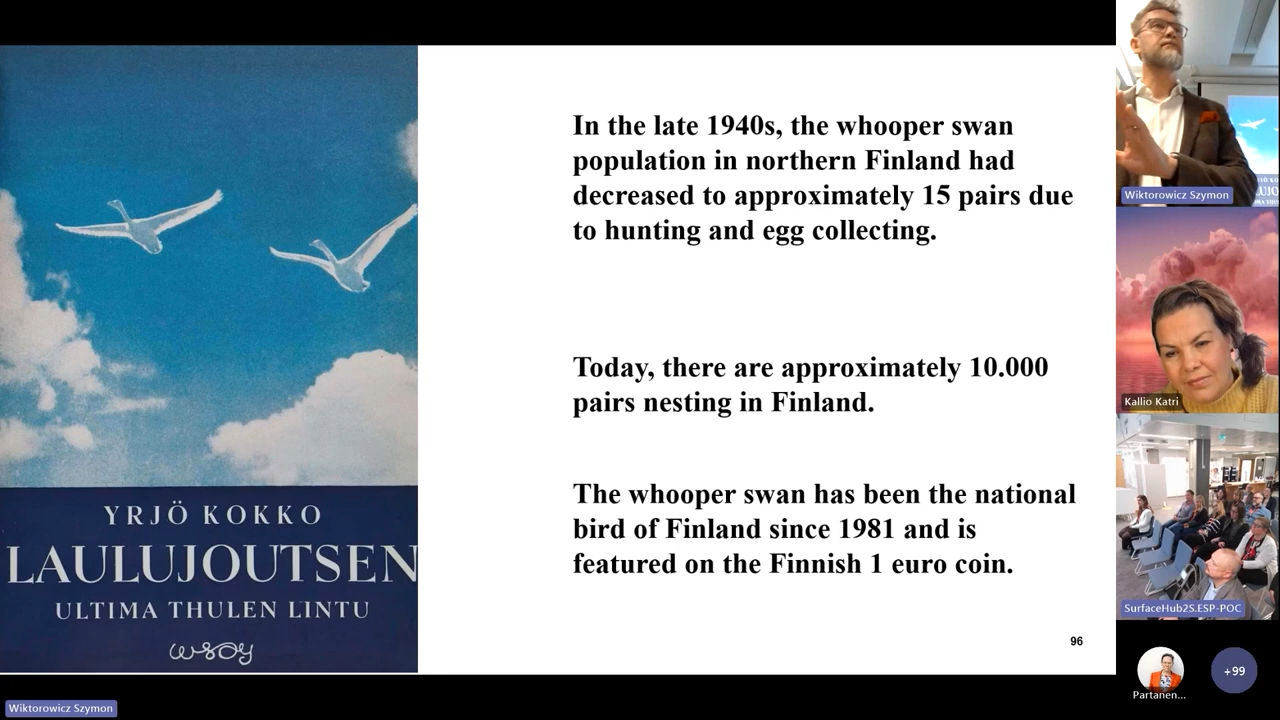 In the late 1940s, the whooper swan
population in northern Finland had
decreased to approximately 15 pairs due
to hunting and egg collecting.
Today, there are approximately 10.000
pairs nesting in Finland.
The whooper swan has been the national
bird of Finland since 1981 and is
featured on the Finnish 1 euro coin.
96
YRJÖ KOKKO
LAULUJOUTSEN
ULTIMA THULEN LINTU
WSOY
Wiktorowicz Szymon
Wiktorowicz Szymon
Kallio Katri
SurfaceHub2S.ESP-POC
Partanen...
+99